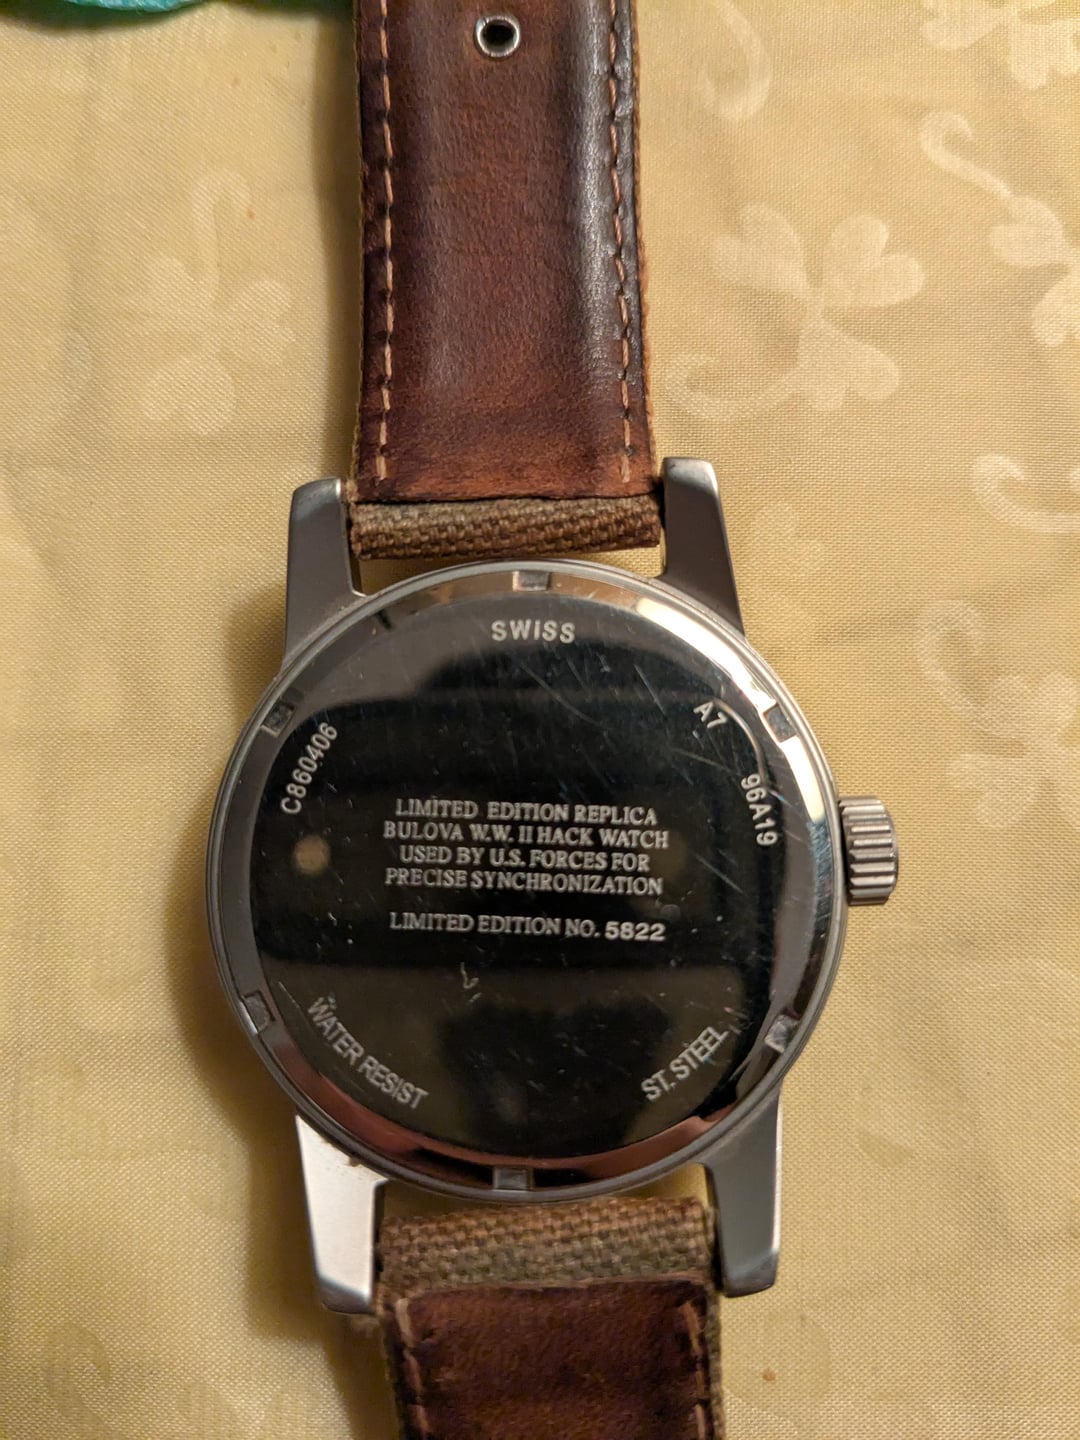 SWISS
A7
C860406
96A19
LIMITED EDITION REPLICA
BULOVA W.W. II HACK WATCH
USED BY U.S. FORCES FOR
PRECISE SYNCHRONIZATION
LIMITED EDITION NO. 5822
WATER RESIST
ST. STEEL